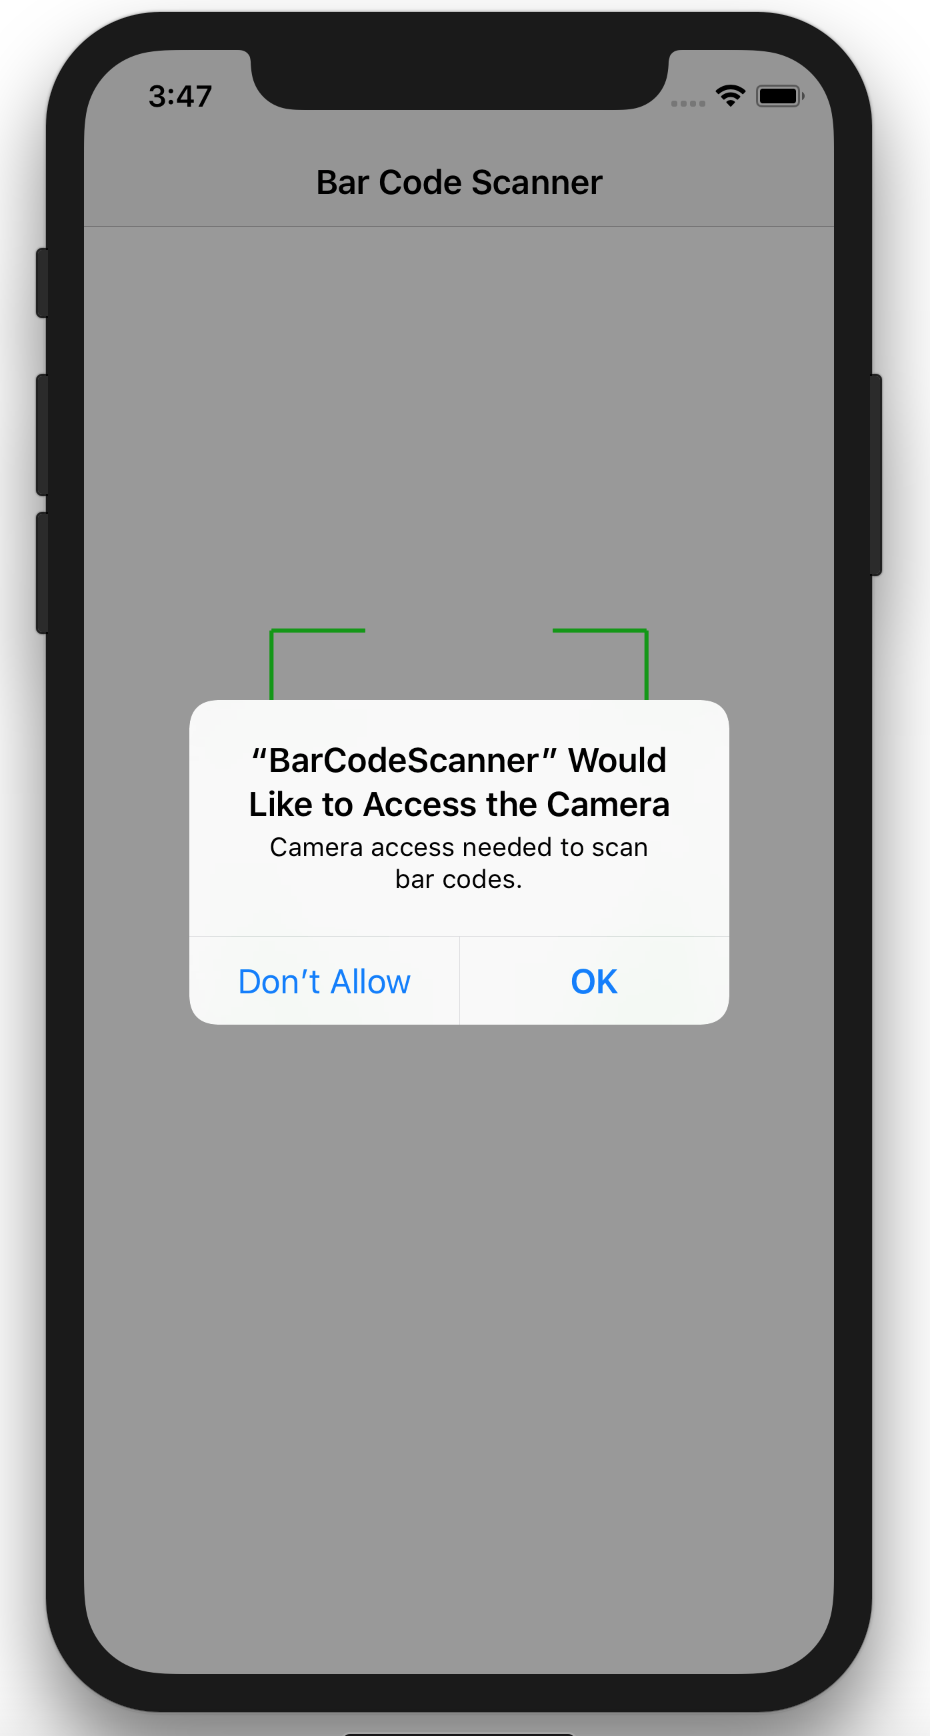 3:47
Bar Code Scanner
“BarCodeScanner” Would
Like to Access the Camera
Camera access needed to scan
bar codes.
Don’t Allow
OK